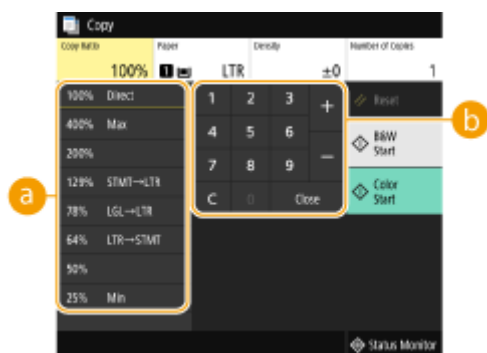 Copy
Copy Ratio Paper Density Number of Copies
100% 1 LTR ±0 1
100% Direct
400% Max
200%
129% STMT→LTR
78% LGL→LTR
64% LTR→STMT
50%
25% Min
1 2 3 +
4 5 6
7 8 9 −
C 0 Close
Reset
B&W
Start
Color
Start
a
b
Status Monitor